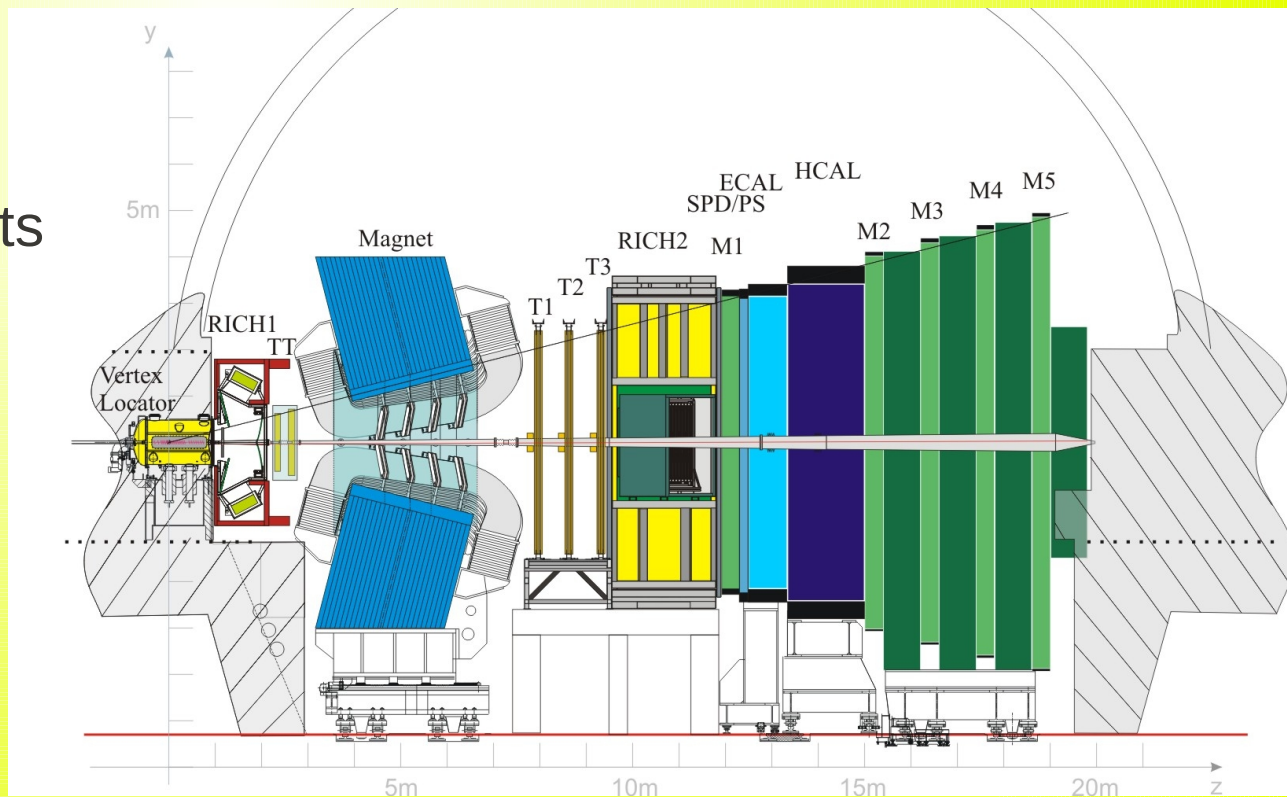 y
5m
ts
Magnet
RICH1
TT
Vertex
Locator
T1
T2
T3
RICH2
M1
SPD/PS
ECAL
HCAL
M2
M3
M4
M5
5m
10m
15m
20m
z